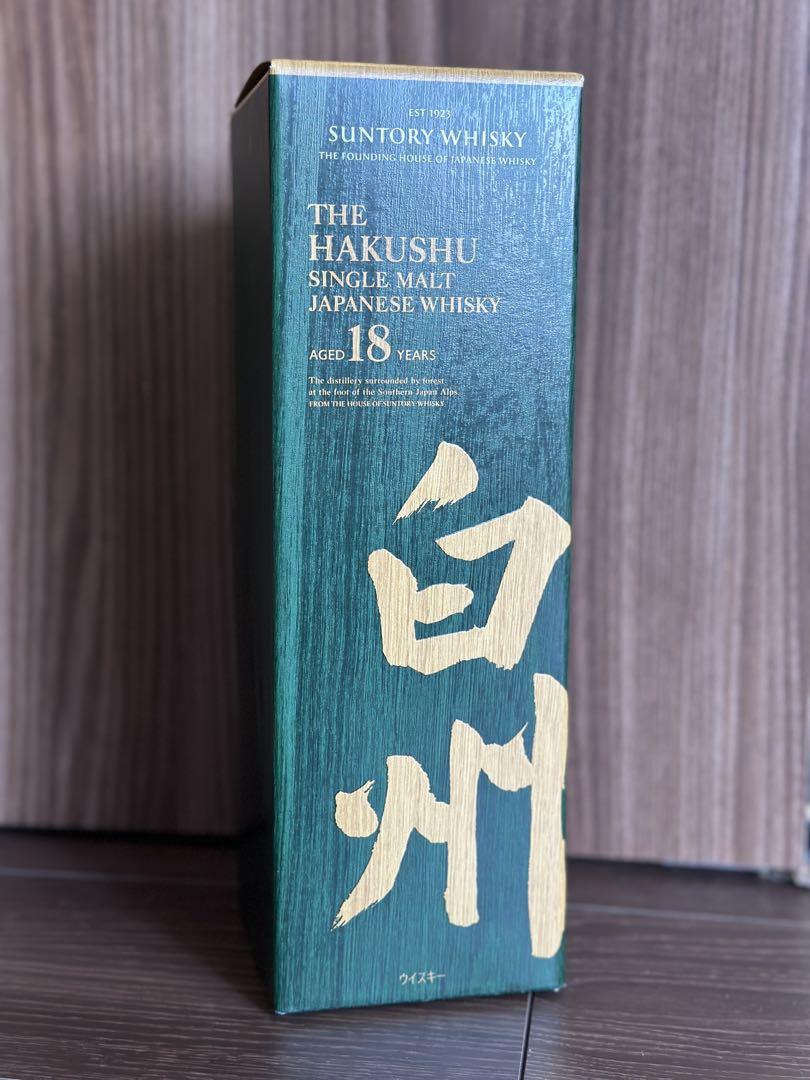 EST 1923
SUNTORY WHISKY
THE FOUNDING HOUSE OF JAPANESE WHISKY
THE
HAKUSHU
SINGLE MALT
JAPANESE WHISKY
AGED 18 YEARS
The distillery surrounded by forest
at the foot of the Southern Japan Alps.
FROM THE HOUSE OF SUNTORY WHISKY
白
州
ウイスキー